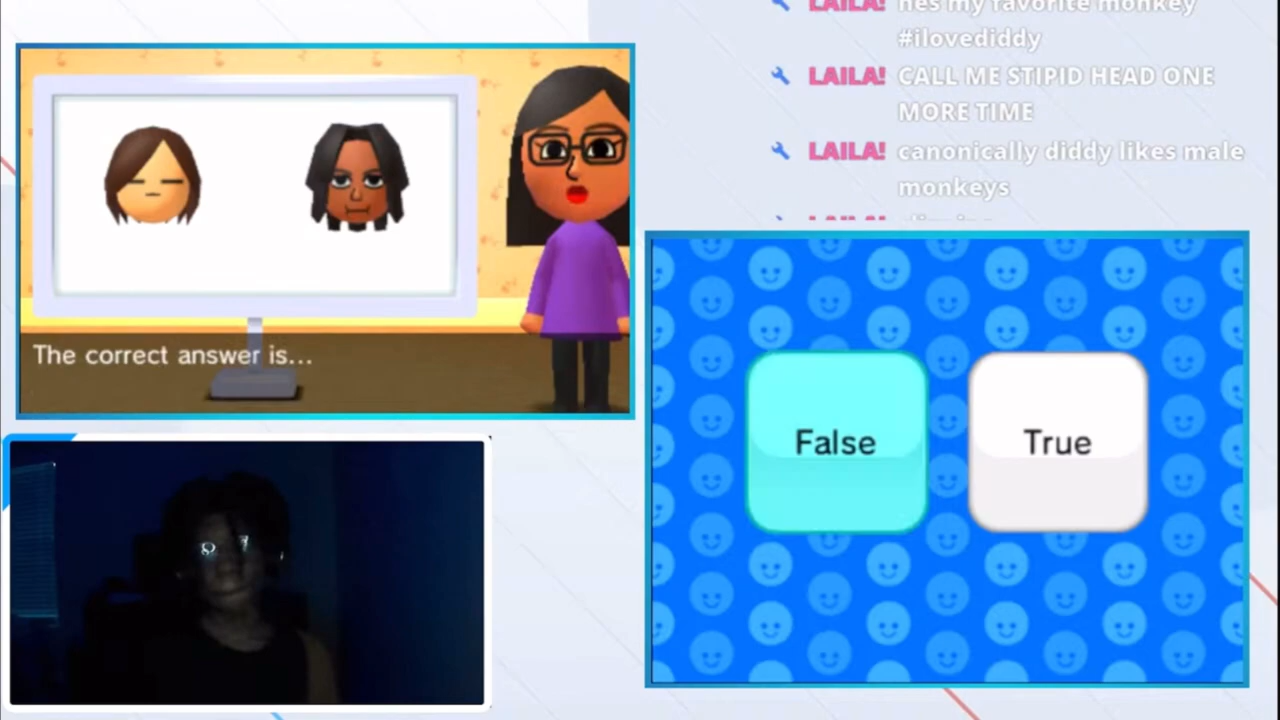 LAILA! hes my favorite monkey
#ilovediddy
LAILA! CALL ME STIPID HEAD ONE
MORE TIME
LAILA! canonically diddy likes male
monkeys
The correct answer is...
False
True